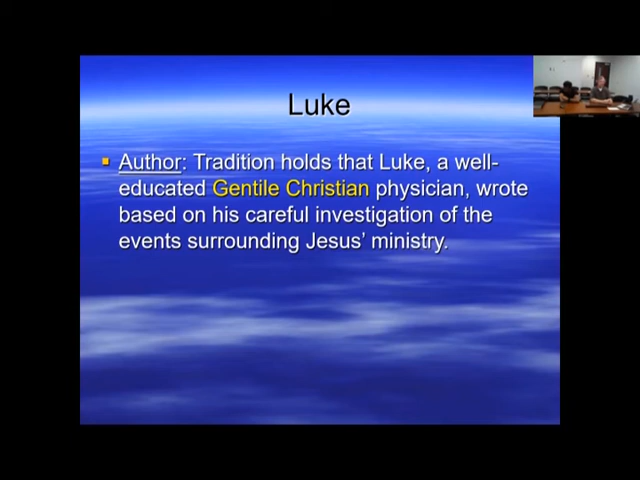 Luke
Author: Tradition holds that Luke, a well-
educated Gentile Christian physician, wrote
based on his careful investigation of the
events surrounding Jesus’ ministry.